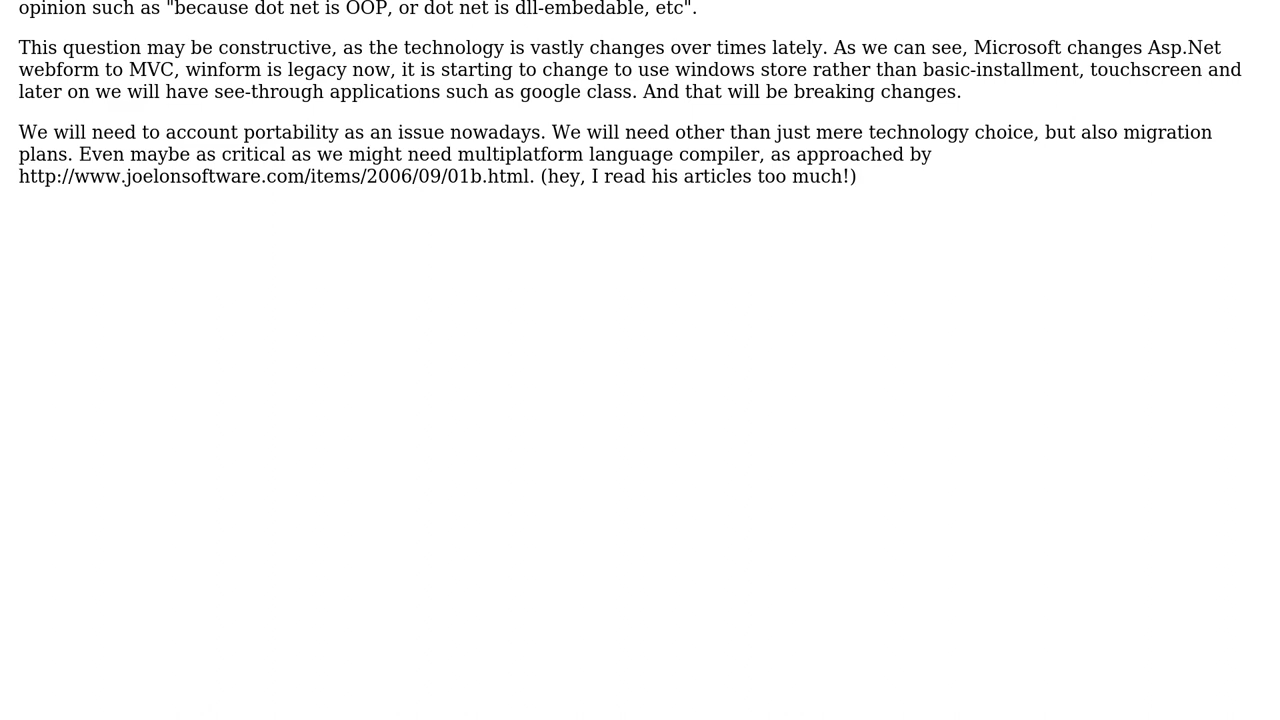 opinion such as "because dot net is OOP, or dot net is dll-embedable, etc".
This question may be constructive, as the technology is vastly changes over times lately. As we can see, Microsoft changes Asp.Net
webform to MVC, winform is legacy now, it is starting to change to use windows store rather than basic-installment, touchscreen and
later on we will have see-through applications such as google class. And that will be breaking changes.
We will need to account portability as an issue nowadays. We will need other than just mere technology choice, but also migration
plans. Even maybe as critical as we might need multiplatform language compiler, as approached by
http://www.joelonsoftware.com/items/2006/09/01b.html. (hey, I read his articles too much!)